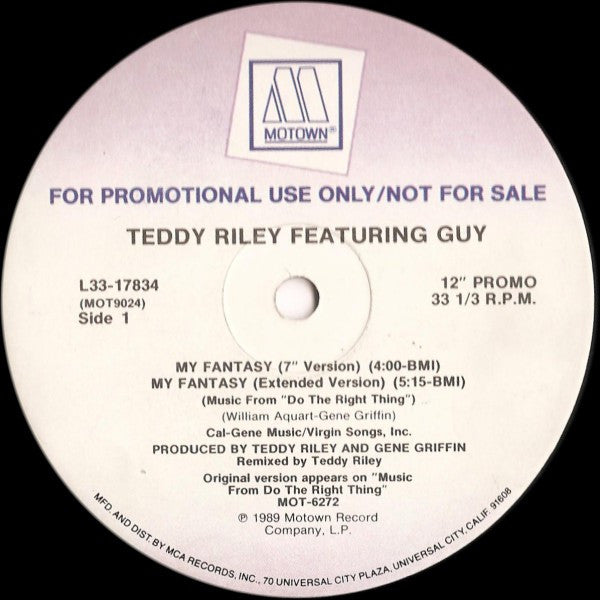 MOTOWN®
FOR PROMOTIONAL USE ONLY/NOT FOR SALE
TEDDY RILEY FEATURING GUY
L33-17834
(MOT9024)
Side 1
12" PROMO
33 1/3 R.P.M.
MY FANTASY (7" Version) (4:00-BMI)
MY FANTASY (Extended Version) (5:15-BMI)
(Music From "Do The Right Thing")
(William Aquart-Gene Griffin)
Cal-Gene Music/Virgin Songs, Inc.
PRODUCED BY TEDDY RILEY AND GENE GRIFFIN
Remixed by Teddy Riley
Original version appears on "Music
From Do The Right Thing"
MOT-6272
℗ 1989 Motown Record
Company, L.P.
MFD. AND DIST. BY MCA RECORDS, INC., 70 UNIVERSAL CITY PLAZA, UNIVERSAL CITY, CALIF. 91608